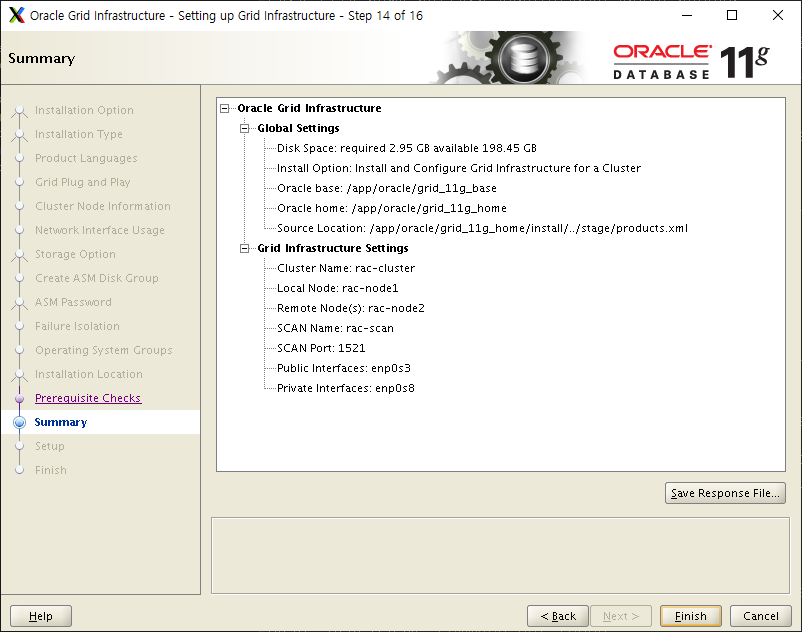 Oracle Grid Infrastructure - Setting up Grid Infrastructure - Step 14 of 16
Summary
ORACLE
DATABASE
11g
Installation Option
Installation Type
Product Languages
Grid Plug and Play
Cluster Node Information
Network Interface Usage
Storage Option
Create ASM Disk Group
ASM Password
Failure Isolation
Operating System Groups
Installation Location
Prerequisite Checks
Summary
Setup
Finish
Oracle Grid Infrastructure
Global Settings
Disk Space: required 2.95 GB available 198.45 GB
Install Option: Install and Configure Grid Infrastructure for a Cluster
Oracle base: /app/oracle/grid_11g_base
Oracle home: /app/oracle/grid_11g_home
Source Location: /app/oracle/grid_11g_home/install/../stage/products.xml
Grid Infrastructure Settings
Cluster Name: rac-cluster
Local Node: rac-node1
Remote Node(s): rac-node2
SCAN Name: rac-scan
SCAN Port: 1521
Public Interfaces: enp0s3
Private Interfaces: enp0s8
Save Response File...
Help
< Back
Next >
Finish
Cancel